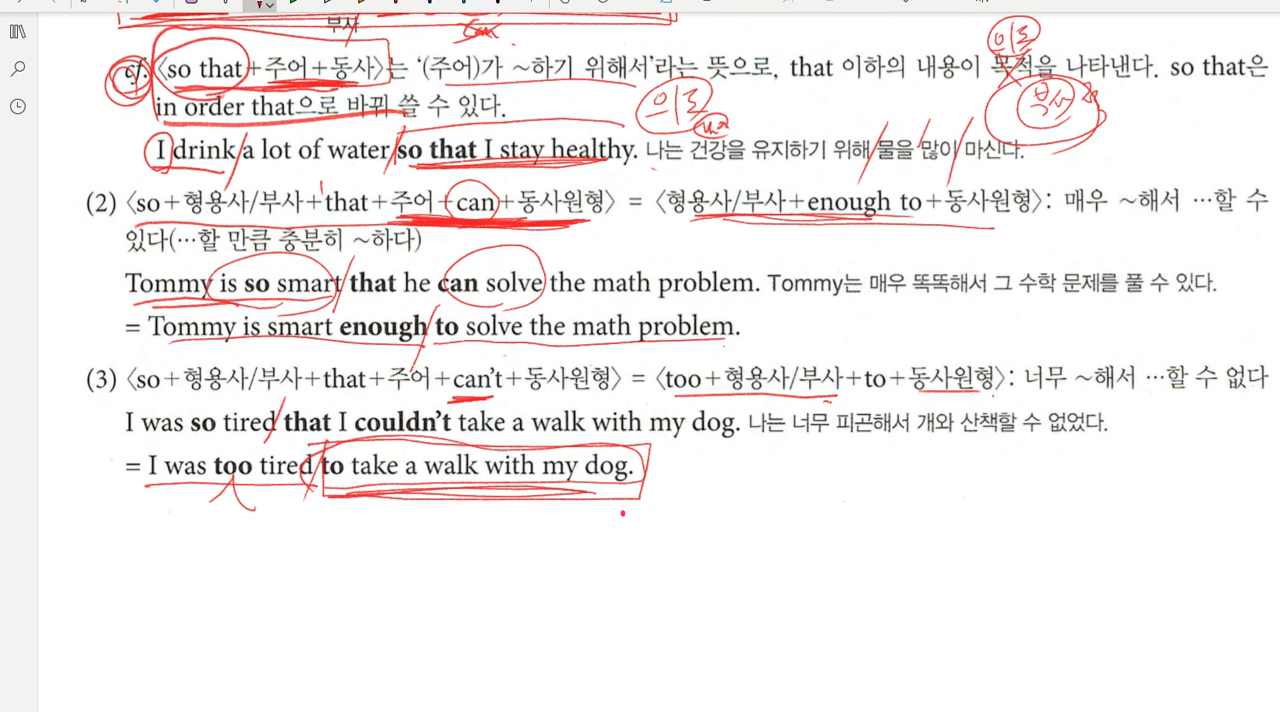 부사
cf. 〈so that+주어+동사〉는 '(주어)가 ~하기 위해서'라는 뜻으로, that 이하의 내용이 목적을 나타낸다. so that은
의도
in order that으로 바꿔 쓸 수 있다.
의도
부사
I drink a lot of water so that I stay healthy. 나는 건강을 유지하기 위해 물을 많이 마신다.
(2) 〈so+형용사/부사+that+주어+can+동사원형〉 = 〈형용사/부사+enough to+동사원형〉: 매우 ~해서 …할 수
있다(…할 만큼 충분히 ~하다)
Tommy is so smart that he can solve the math problem. Tommy는 매우 똑똑해서 그 수학 문제를 풀 수 있다.
= Tommy is smart enough to solve the math problem.
(3) 〈so+형용사/부사+that+주어+can't+동사원형〉 = 〈too+형용사/부사+to+동사원형〉: 너무 ~해서 …할 수 없다
I was so tired that I couldn't take a walk with my dog. 나는 너무 피곤해서 개와 산책할 수 없었다.
= I was too tired to take a walk with my dog.